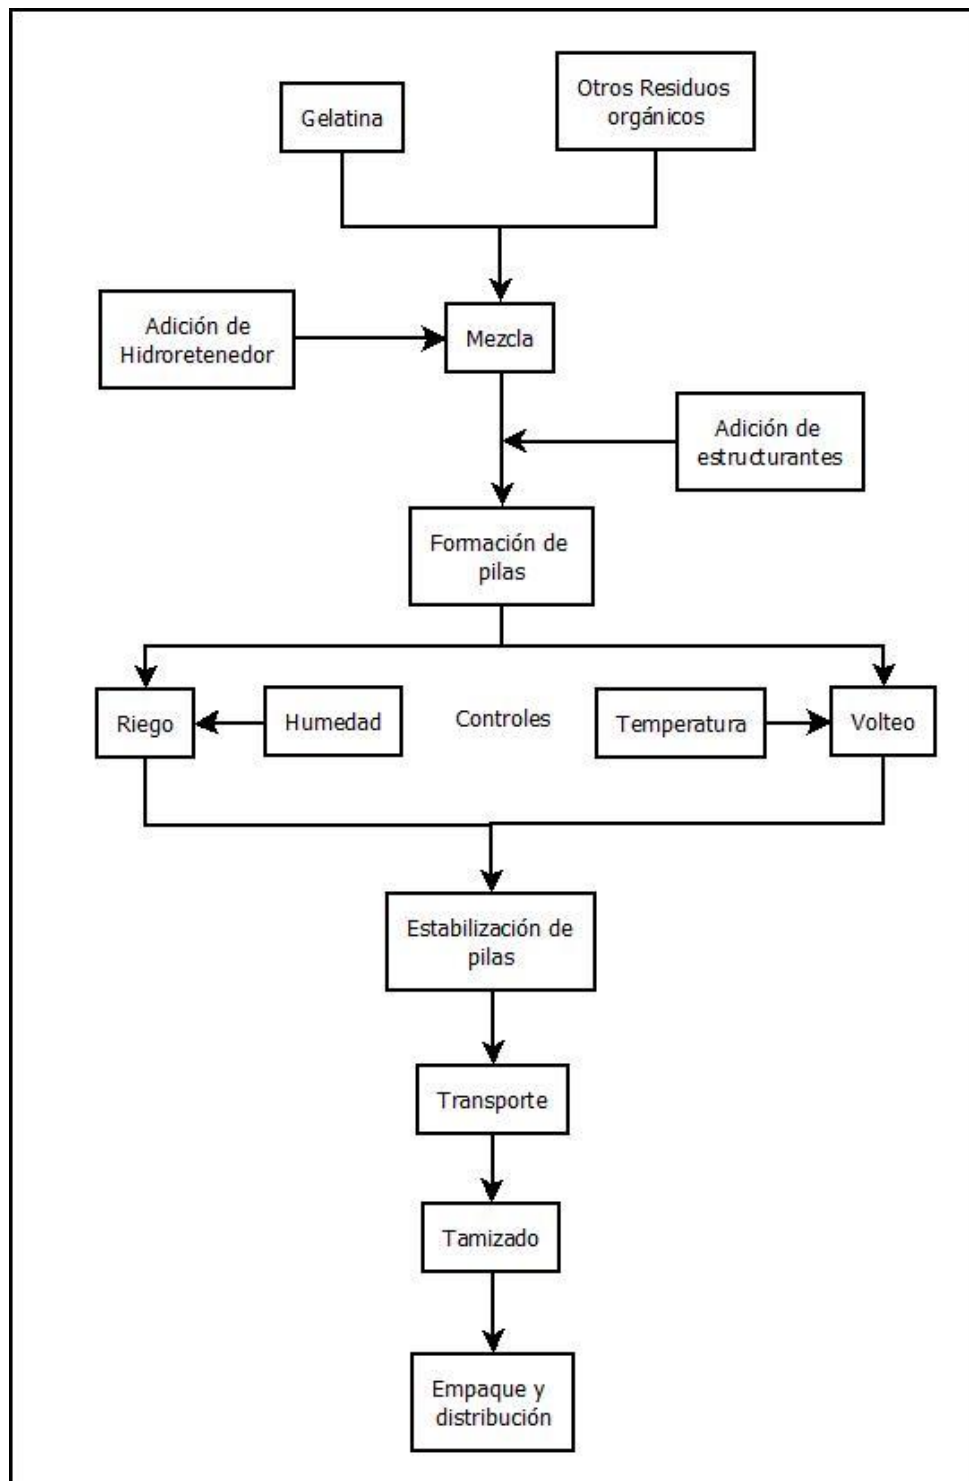 Gelatina
Otros Residuos
orgánicos
Adición de
Hidroretenedor
Mezcla
Adición de
estructurantes
Formación de
pilas
Riego
Humedad
Controles
Temperatura
Volteo
Estabilización de
pilas
Transporte
Tamizado
Empaque y
distribución